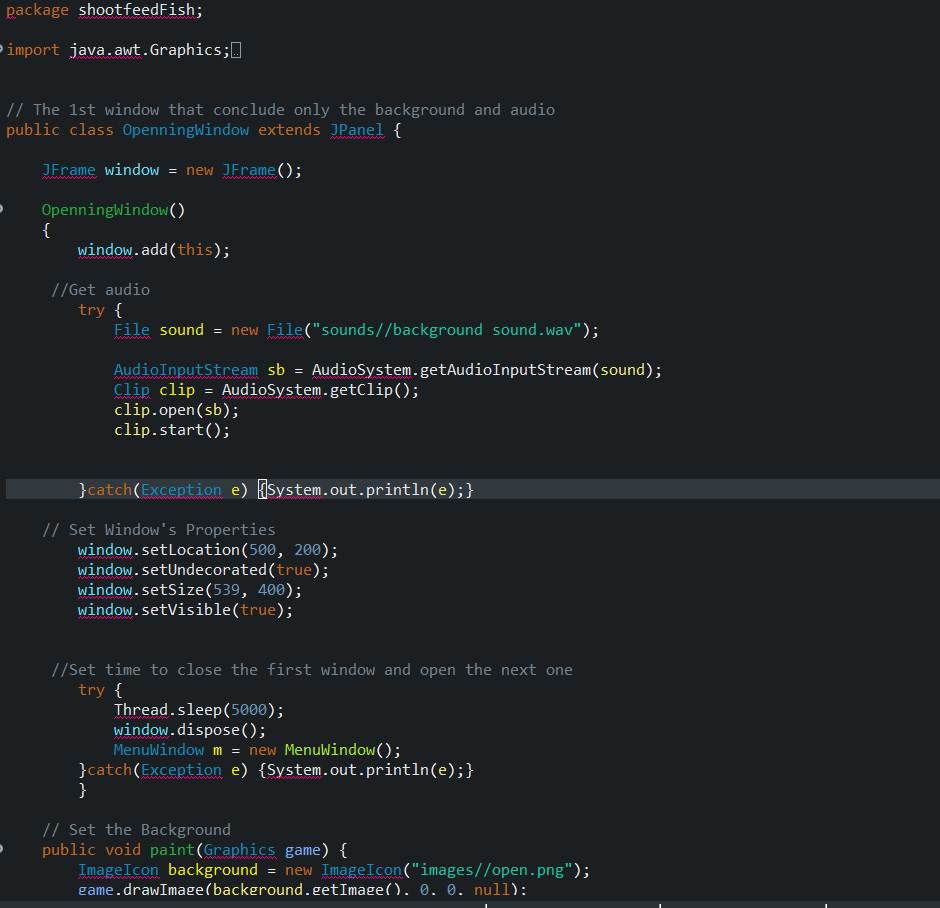 package shootfeedFish;
import java.awt.Graphics;
// The 1st window that conclude only the background and audio
public class OpenningWindow extends JPanel {
JFrame window = new JFrame();
OpenningWindow()
{
window.add(this);
//Get audio
try {
File sound = new File("sounds//background sound.wav");
AudioInputStream sb = AudioSystem.getAudioInputStream(sound);
Clip clip = AudioSystem.getClip();
clip.open(sb);
clip.start();
}catch(Exception e) {System.out.println(e);}
// Set Window's Properties
window.setLocation(500, 200);
window.setUndecorated(true);
window.setSize(539, 400);
window.setVisible(true);
//Set time to close the first window and open the next one
try {
Thread.sleep(5000);
window.dispose();
MenuWindow m = new MenuWindow();
}catch(Exception e) {System.out.println(e);}
}
// Set the Background
public void paint(Graphics game) {
ImageIcon background = new ImageIcon("images//open.png");
game.drawImage(background.getImage(), 0, 0, null);